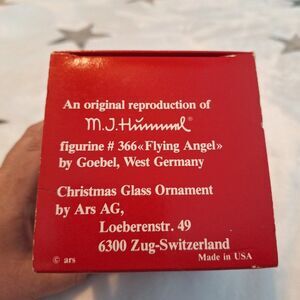 An original reproduction of
M.J.Hümmel®
figurine # 366 «Flying Angel»
by Goebel, West Germany
Christmas Glass Ornament
by Ars AG,
Loeberenstr. 49
6300 Zug-Switzerland
© ars
Made in USA